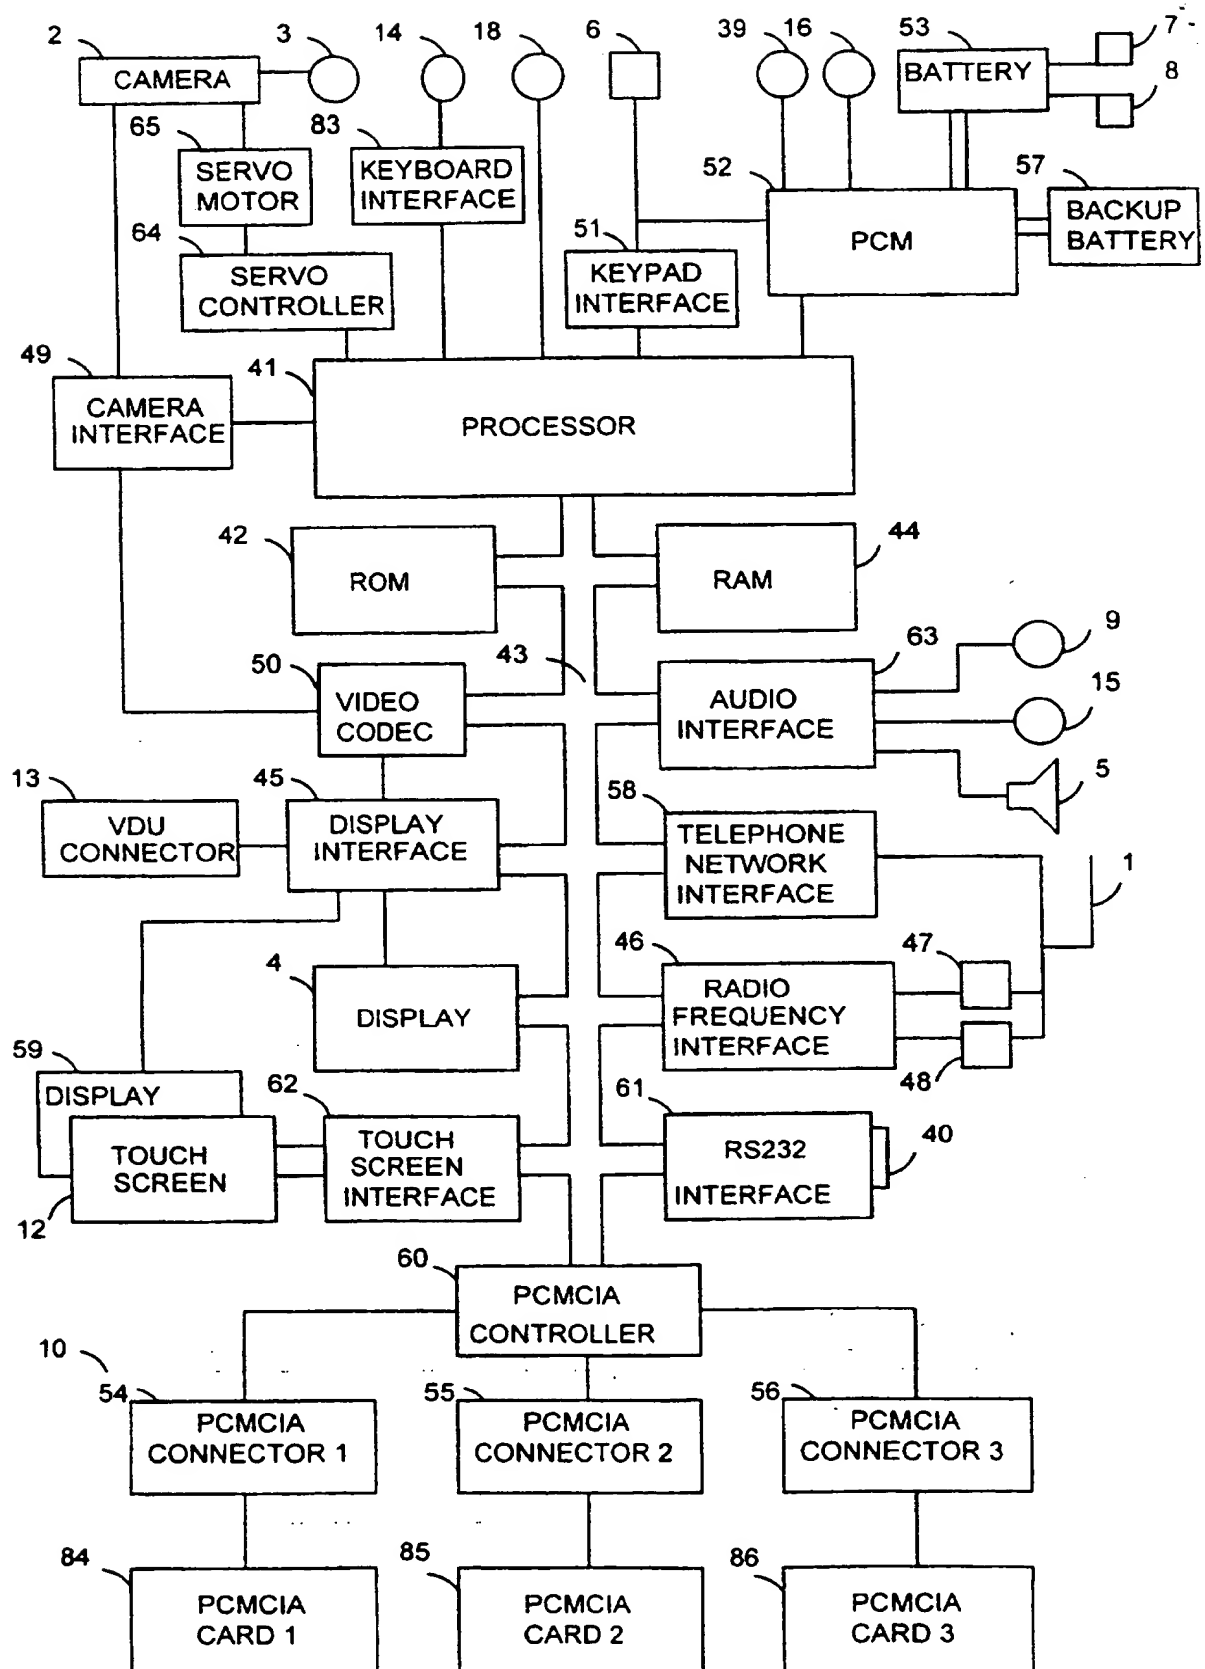 2 3 14 18 6 39 16 53 7
CAMERA
BATTERY
8
65 83
SERVO
MOTOR
KEYBOARD
INTERFACE
52 57
PCM
BACKUP
BATTERY
64 51
SERVO
CONTROLLER
KEYPAD
INTERFACE
49 41
CAMERA
INTERFACE
PROCESSOR
42 44
ROM
RAM
43 63 9
50
VIDEO
CODEC
AUDIO
INTERFACE
15
5
13 45 58
VDU
CONNECTOR
DISPLAY
INTERFACE
TELEPHONE
NETWORK
INTERFACE
1
4 46 47
DISPLAY
RADIO
FREQUENCY
INTERFACE
48
59 62 61
DISPLAY
TOUCH
SCREEN
12
TOUCH
SCREEN
INTERFACE
RS232
INTERFACE
40
60
PCMCIA
CONTROLLER
10
54 55 56
PCMCIA
CONNECTOR 1
PCMCIA
CONNECTOR 2
PCMCIA
CONNECTOR 3
84 85 86
PCMCIA
CARD 1
PCMCIA
CARD 2
PCMCIA
CARD 3